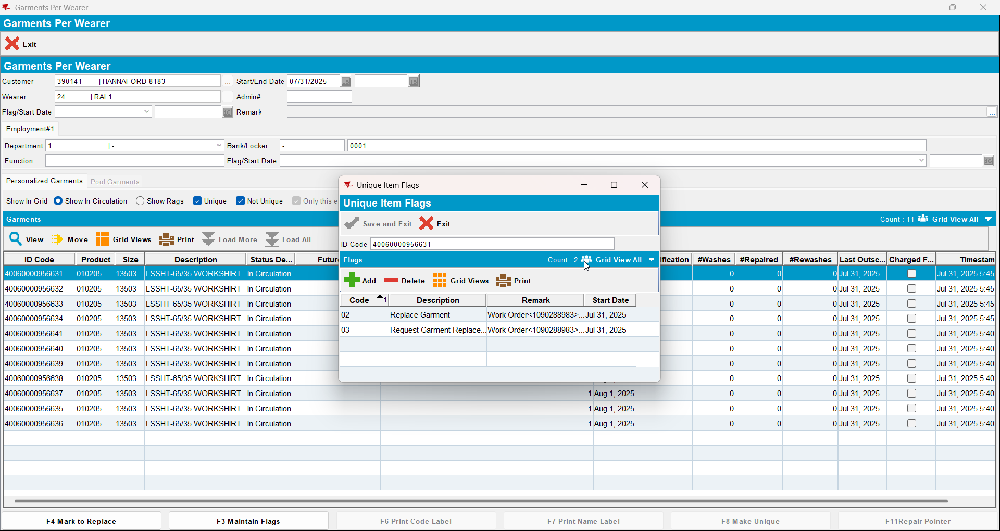 Garments Per Wearer
Garments Per Wearer
Exit
Garments Per Wearer
Customer 390141 | HANNAFORD 8183 ... Start/End Date 07/31/2025
Wearer 24 | RAL1 ... Admin#
Flag/Start Date Remark ...
Employment#1
Department 1 | - Bank/Locker - 0001
Function Flag/Start Date
Personalized Garments Pool Garments
Show In Grid Show In Circulation Show Rags Unique Not Unique Only this e
Garments Count : 11 Grid View All
View Move Grid Views Print Load More Load All
ID Code Product Size Description Status De... Futur ification #Washes #Repaired #Rewashes Last Outsc... Charged F... Timestam
40060000956631 010205 13503 LSSHT-65/35 WORKSHIRT In Circulation 0 0 0 Jul 31, 2025 Jul 31, 2025 5:45
40060000956632 010205 13503 LSSHT-65/35 WORKSHIRT In Circulation 0 0 0 Jul 31, 2025 Jul 31, 2025 5:45
40060000956633 010205 13503 LSSHT-65/35 WORKSHIRT In Circulation 0 0 0 Jul 31, 2025 Jul 31, 2025 5:45
40060000956634 010205 13503 LSSHT-65/35 WORKSHIRT In Circulation 0 0 0 Jul 31, 2025 Jul 31, 2025 5:45
40060000956641 010205 13503 LSSHT-65/35 WORKSHIRT In Circulation 0 0 0 Jul 31, 2025 Jul 31, 2025 5:40
40060000956640 010205 13503 LSSHT-65/35 WORKSHIRT In Circulation 0 0 0 Jul 31, 2025 Jul 31, 2025 5:40
40060000956639 010205 13503 LSSHT-65/35 WORKSHIRT In Circulation 0 0 0 Jul 31, 2025 Jul 31, 2025 5:40
40060000956638 010205 13503 LSSHT-65/35 WORKSHIRT In Circulation 0 0 0 Jul 31, 2025 Jul 31, 2025 5:40
40060000956637 010205 13503 LSSHT-65/35 WORKSHIRT In Circulation 1 Aug 1, 2025 0 0 0 Jul 31, 2025 Jul 31, 2025 5:40
40060000956635 010205 13503 LSSHT-65/35 WORKSHIRT In Circulation 1 Aug 1, 2025 0 0 0 Jul 31, 2025 Jul 31, 2025 5:40
40060000956636 010205 13503 LSSHT-65/35 WORKSHIRT In Circulation 1 Aug 1, 2025 0 0 0 Jul 31, 2025 Jul 31, 2025 5:40
Unique Item Flags
Unique Item Flags
Save and Exit Exit
ID Code 40060000956631
Flags Count : 2 Grid View All
Add Delete Grid Views Print
Code 1 Description Remark Start Date
02 Replace Garment Work Order<1090288983>... Jul 31, 2025
03 Request Garment Replace... Work Order<1090288983>... Jul 31, 2025
F4 Mark to Replace F3 Maintain Flags F6 Print Code Label F7 Print Name Label F8 Make Unique F11Repair Pointer